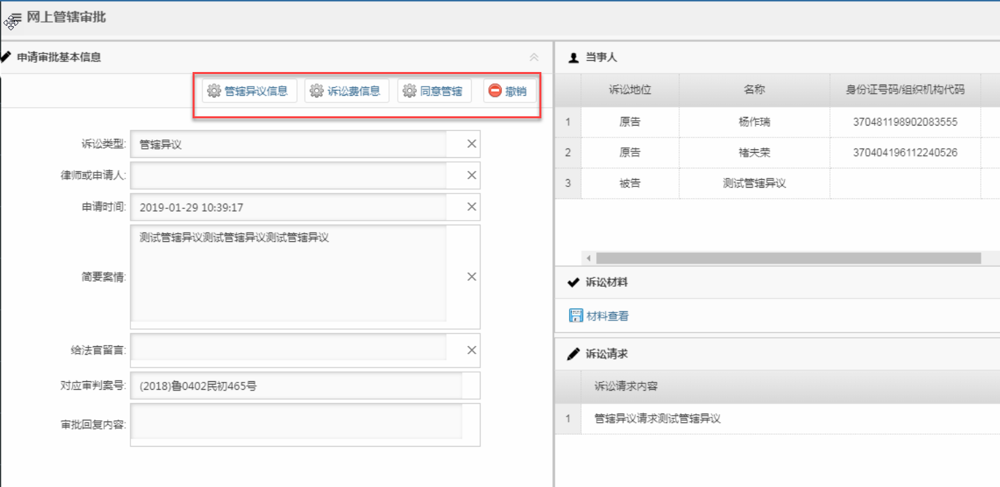 网上管辖审批
申请审批基本信息
管辖异议信息 诉讼费信息 同意管辖 撤销
诉讼类型: 管辖异议
律师或申请人:
申请时间: 2019-01-29 10:39:17
简要案情: 测试管辖异议测试管辖异议测试管辖异议
给法官留言:
对应审判案号: (2018)鲁0402民初465号
审批回复内容:
当事人
诉讼地位 名称 身份证号码/组织机构代码
1 原告 杨作瑞 370481198902083555
2 原告 褚夫荣 370404196112240526
3 被告 测试管辖异议
诉讼材料
材料查看
诉讼请求
诉讼请求内容
1 管辖异议请求测试管辖异议